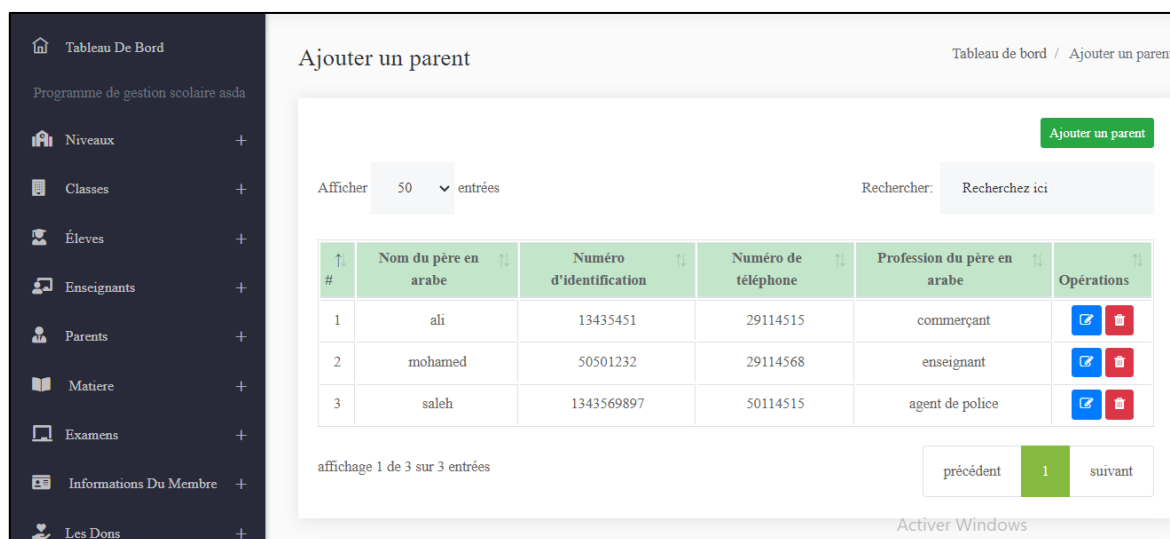 Tableau De Bord
Programme de gestion scolaire asda
Niveaux +
Classes +
Éleves +
Enseignants +
Parents +
Matiere +
Examens +
Informations Du Membre +
Les Dons +
Ajouter un parent
Tableau de bord / Ajouter un parent
Ajouter un parent
Afficher 50 entrées
Rechercher: Recherchez ici
# Nom du père en arabe Numéro d'identification Numéro de téléphone Profession du père en arabe Opérations
1 ali 13435451 29114515 commerçant
2 mohamed 50501232 29114568 enseignant
3 saleh 1343569897 50114515 agent de police
affichage 1 de 3 sur 3 entrées
précédent 1 suivant
Activer Windows